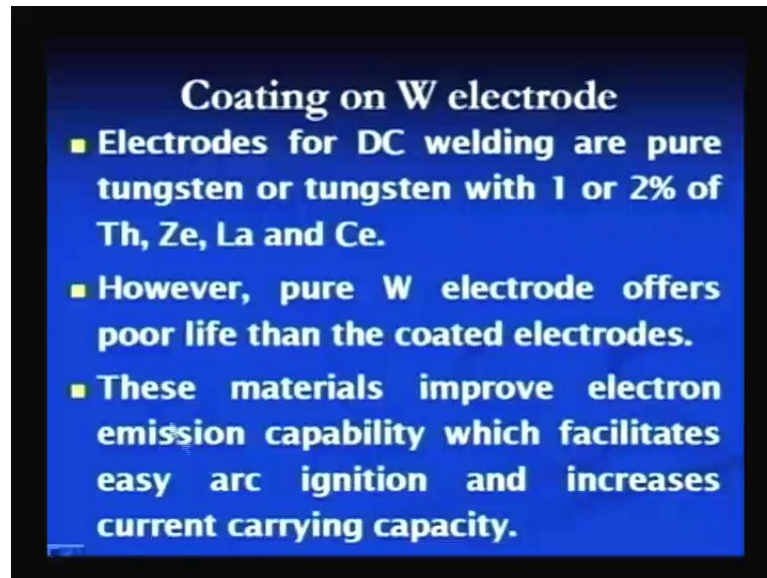 Coating on W electrode
Electrodes for DC welding are pure
tungsten or tungsten with 1 or 2% of
Th, Ze, La and Ce.
However, pure W electrode offers
poor life than the coated electrodes.
These materials improve electron
emission capability which facilitates
easy arc ignition and increases
current carrying capacity.